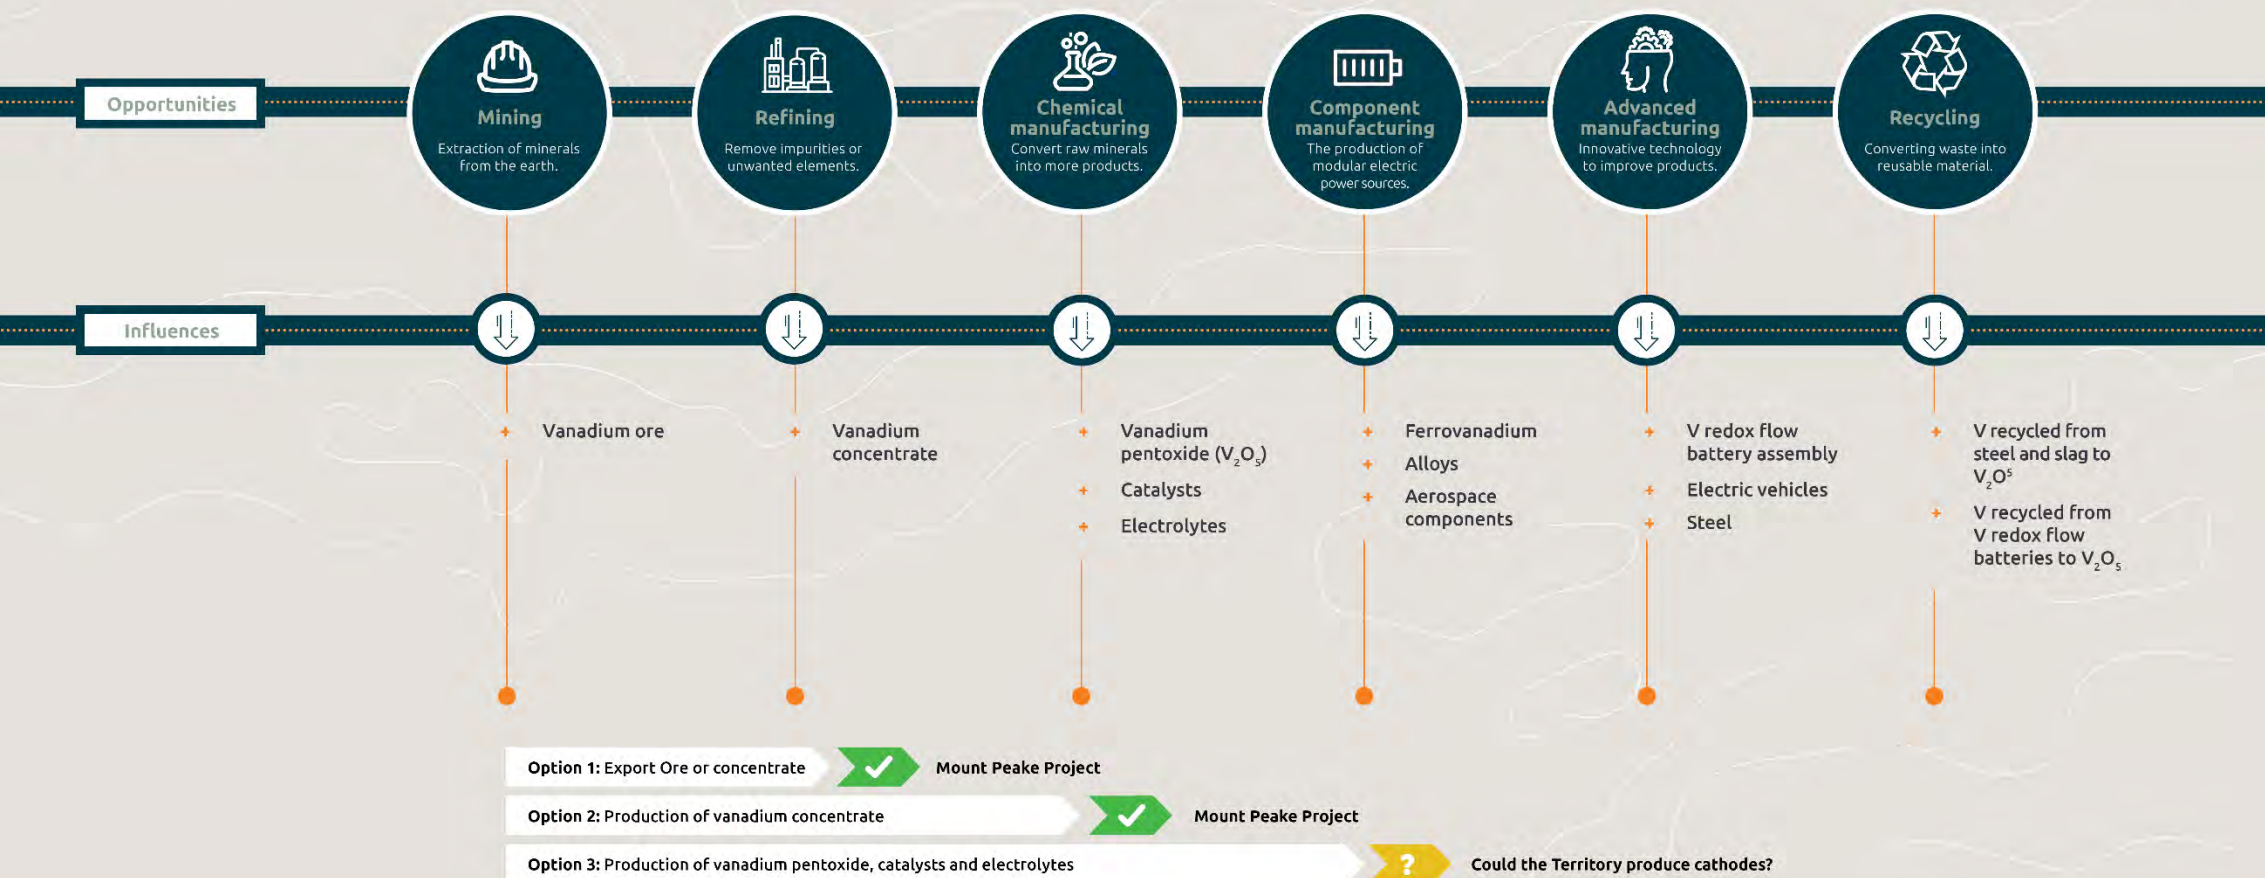 Opportunities
Mining
Extraction of minerals
from the earth.
Refining
Remove impurities or
unwanted elements.
Chemical
manufacturing
Convert raw minerals
into more products.
Component
manufacturing
The production of
modular electric
power sources.
Advanced
manufacturing
Innovative technology
to improve products.
Recycling
Converting waste into
reusable material.
Influences
+ Vanadium ore
+ Vanadium
concentrate
+ Vanadium
pentoxide (V₂O₅)
+ Catalysts
+ Electrolytes
+ Ferrovanadium
+ Alloys
+ Aerospace
components
+ V redox flow
battery assembly
+ Electric vehicles
+ Steel
+ V recycled from
steel and slag to
V₂O⁵
+ V recycled from
V redox flow
batteries to V₂O₅
Option 1: Export Ore or concentrate
Mount Peake Project
Option 2: Production of vanadium concentrate
Mount Peake Project
Option 3: Production of vanadium pentoxide, catalysts and electrolytes
?
Could the Territory produce cathodes?